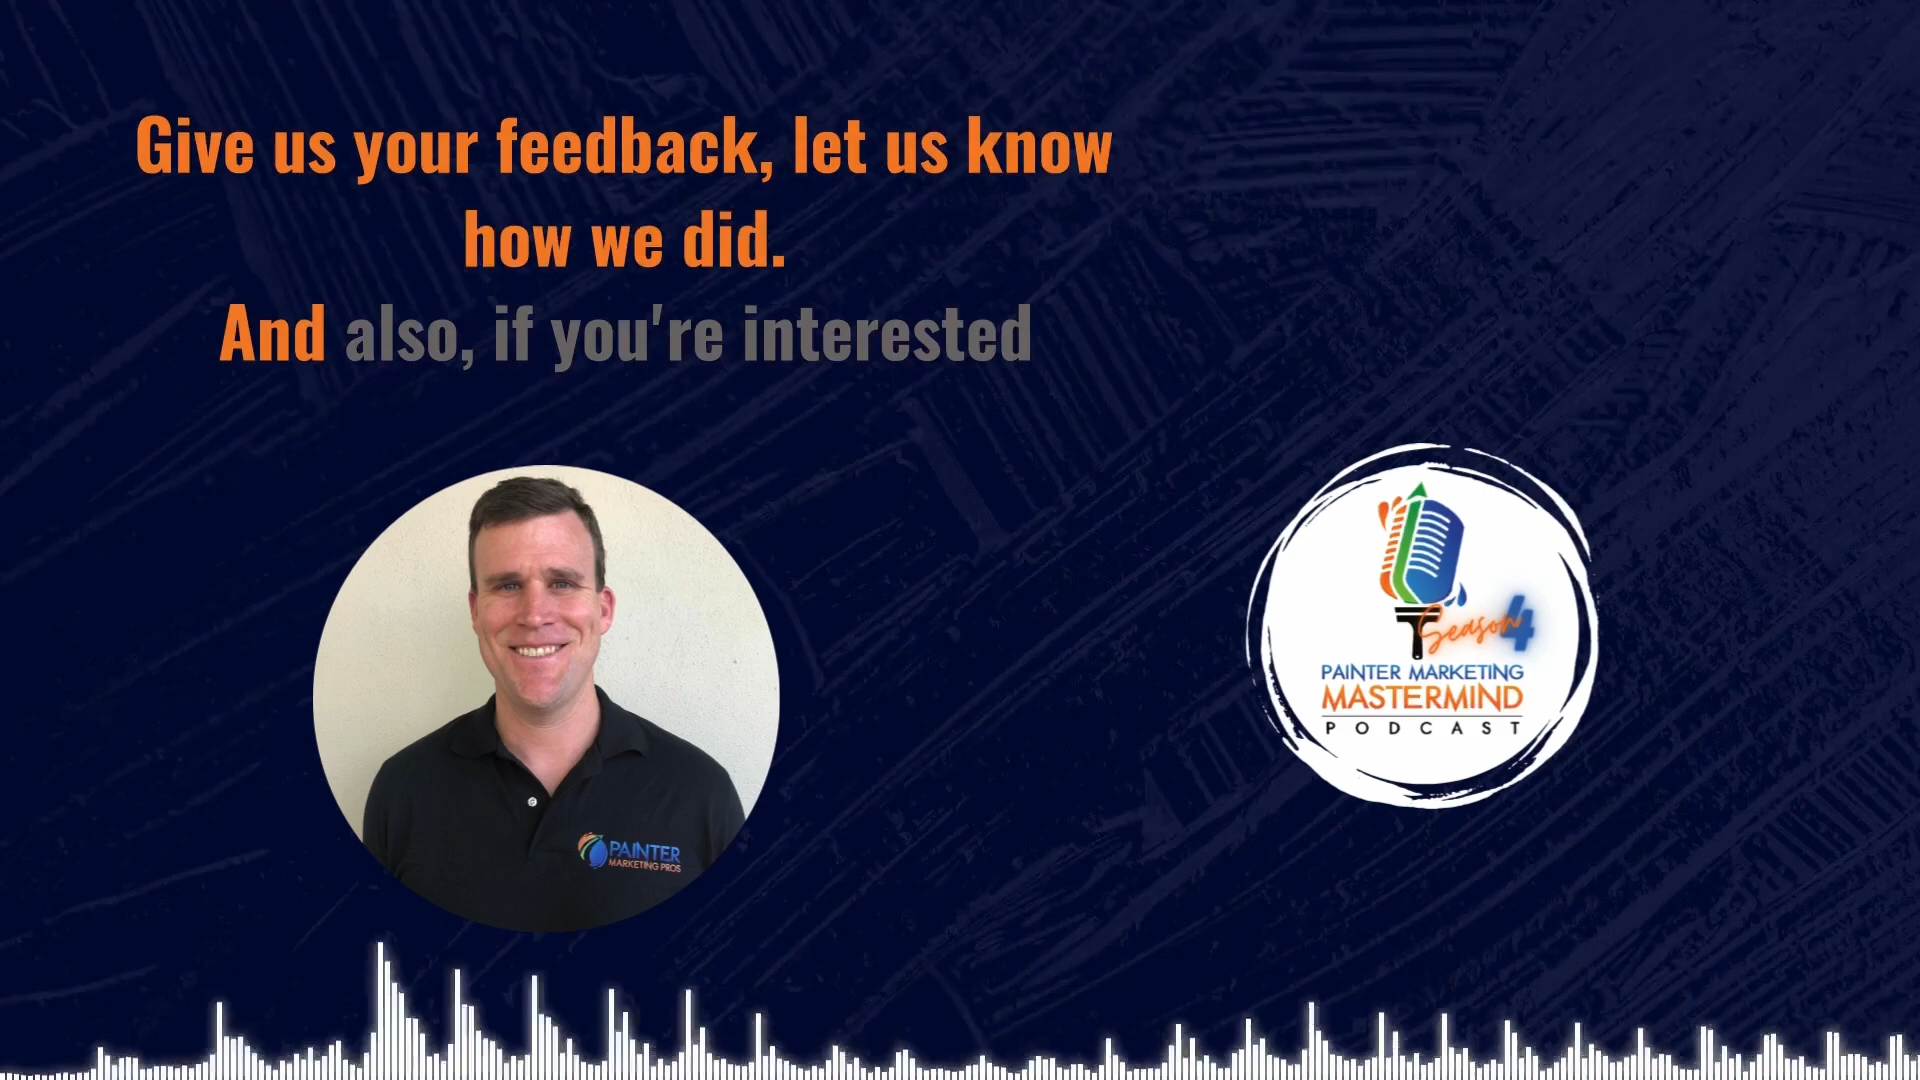 Give us your feedback, let us know
how we did.
And also, if you're interested
Season 4
PAINTER MARKETING
MASTERMIND
PODCAST
PAINTER
MARKETING PROS